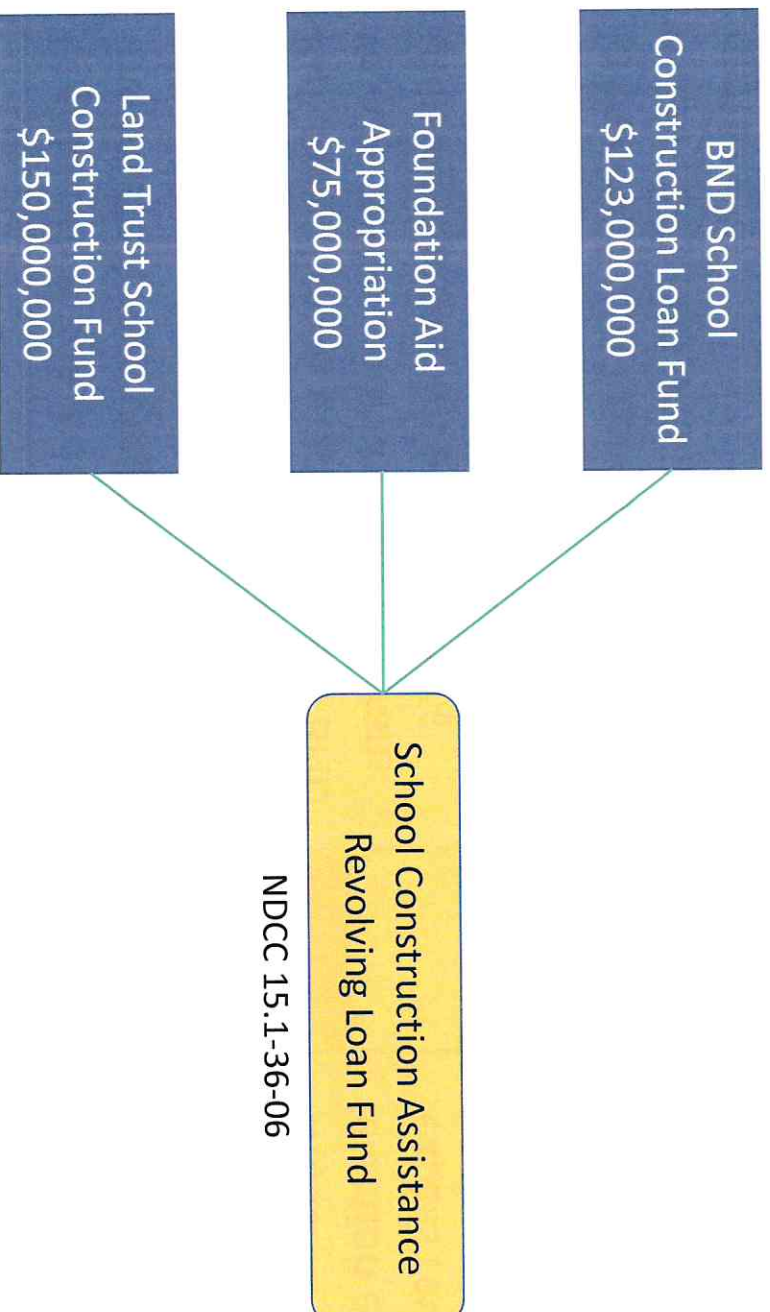 BND School
Construction Loan Fund
$123,000,000
Foundation Aid
Appropriation
$75,000,000
Land Trust School
Construction Fund
$150,000,000
School Construction Assistance
Revolving Loan Fund
NDCC 15.1-36-06